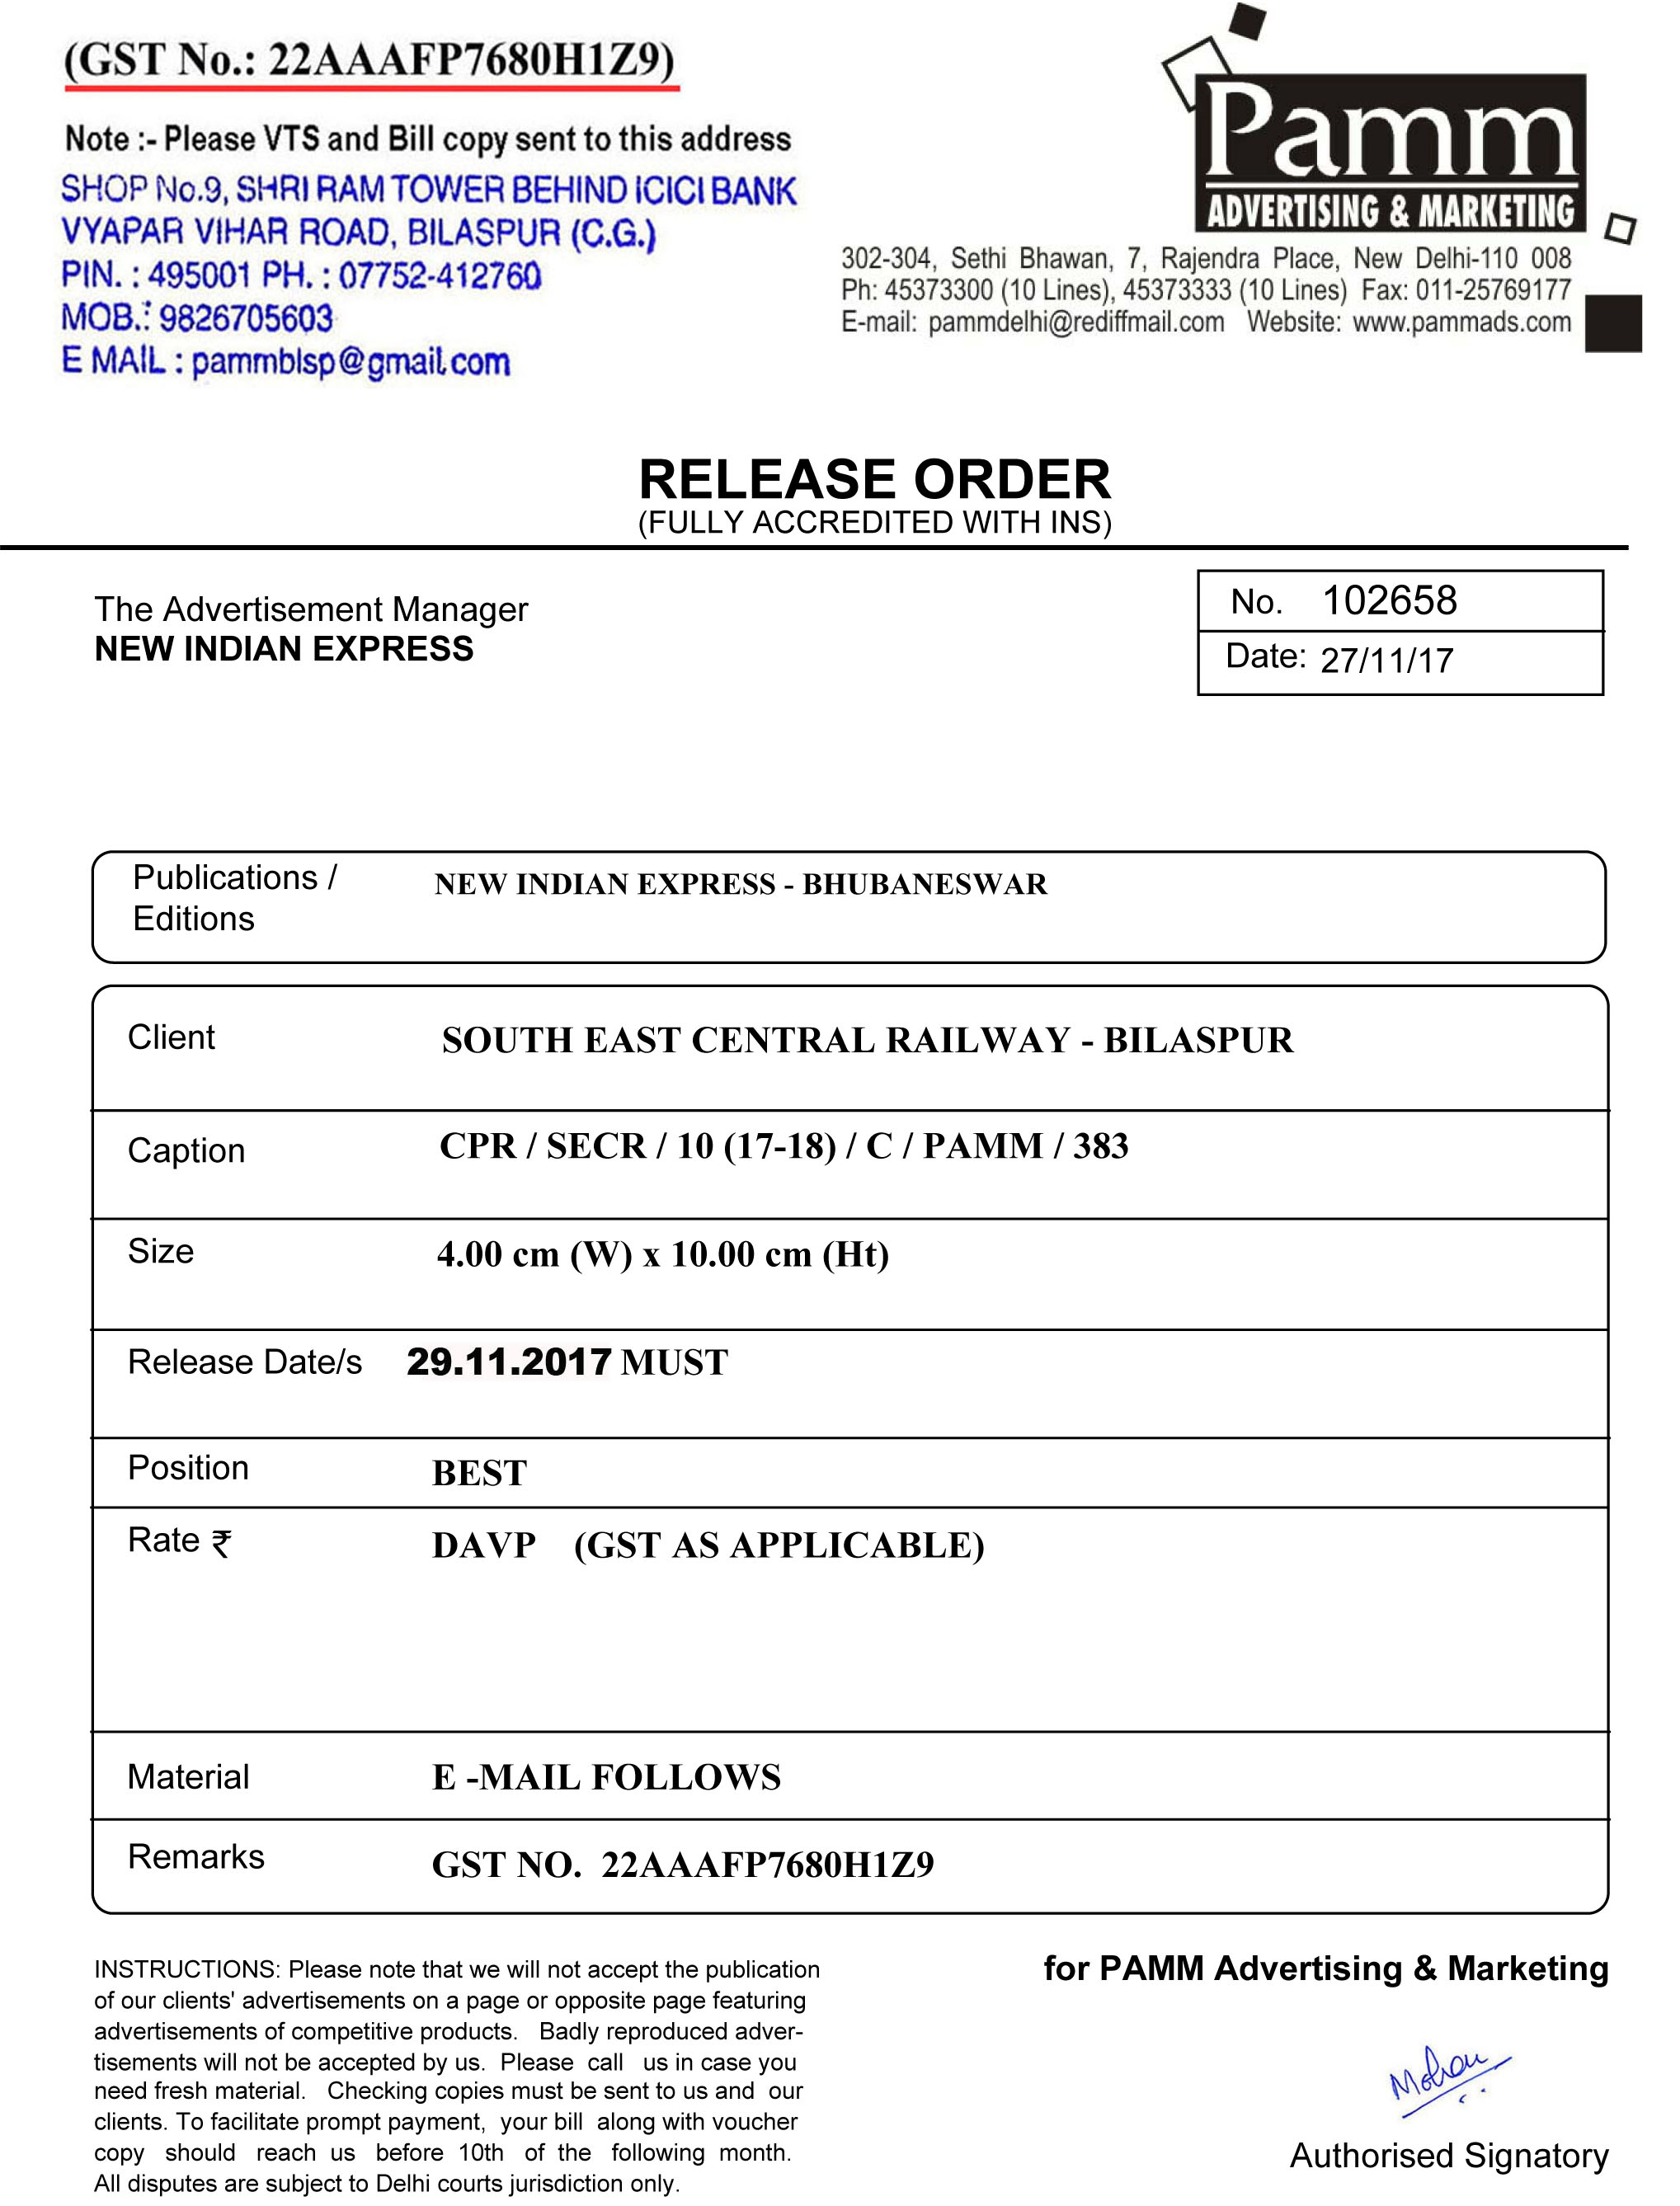 (GST No.: 22AAAFP7680H1Z9)
Note :- Please VTS and Bill copy sent to this address
SHOP No.9, SHRI RAM TOWER BEHIND ICICI BANK
VYAPAR VIHAR ROAD, BILASPUR (C.G.)
PIN. : 495001 PH. : 07752-412760
MOB.: 9826705603
E MAIL : pammblsp@gmail.com
Pamm
ADVERTISING & MARKETING
302-304, Sethi Bhawan, 7, Rajendra Place, New Delhi-110 008
Ph: 45373300 (10 Lines), 45373333 (10 Lines) Fax: 011-25769177
E-mail: pammdelhi@rediffmail.com Website: www.pammads.com
RELEASE ORDER
(FULLY ACCREDITED WITH INS)
The Advertisement Manager
NEW INDIAN EXPRESS
No. 102658
Date: 27/11/17
Publications / NEW INDIAN EXPRESS - BHUBANESWAR
Editions
Client SOUTH EAST CENTRAL RAILWAY - BILASPUR
Caption CPR / SECR / 10 (17-18) / C / PAMM / 383
Size 4.00 cm (W) x 10.00 cm (Ht)
Release Date/s 29.11.2017 MUST
Position BEST
Rate ₹ DAVP (GST AS APPLICABLE)
Material E -MAIL FOLLOWS
Remarks GST NO. 22AAAFP7680H1Z9
INSTRUCTIONS: Please note that we will not accept the publication
of our clients' advertisements on a page or opposite page featuring
advertisements of competitive products. Badly reproduced adver-
tisements will not be accepted by us. Please call us in case you
need fresh material. Checking copies must be sent to us and our
clients. To facilitate prompt payment, your bill along with voucher
copy should reach us before 10th of the following month.
All disputes are subject to Delhi courts jurisdiction only.
for PAMM Advertising & Marketing
Mohan
Authorised Signatory